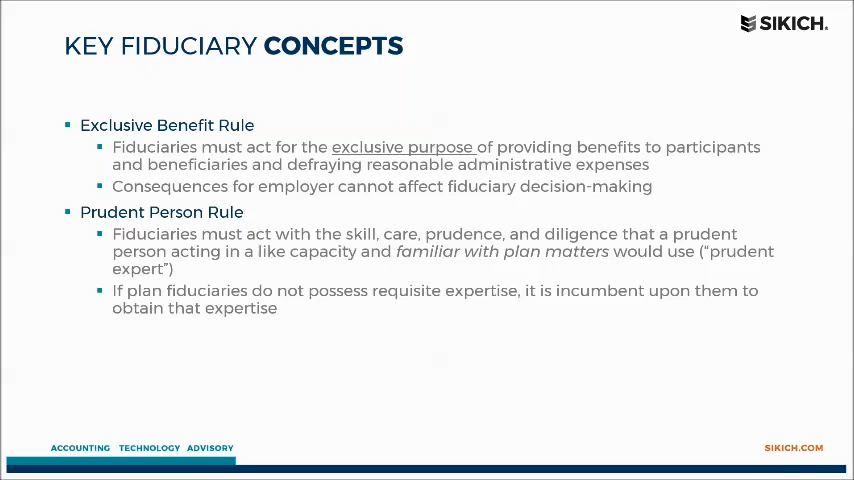 SIKICH.
KEY FIDUCIARY CONCEPTS
▪ Exclusive Benefit Rule
▪ Fiduciaries must act for the exclusive purpose of providing benefits to participants
and beneficiaries and defraying reasonable administrative expenses
▪ Consequences for employer cannot affect fiduciary decision-making
▪ Prudent Person Rule
▪ Fiduciaries must act with the skill, care, prudence, and diligence that a prudent
person acting in a like capacity and familiar with plan matters would use (“prudent
expert”)
▪ If plan fiduciaries do not possess requisite expertise, it is incumbent upon them to
obtain that expertise
ACCOUNTING TECHNOLOGY ADVISORY
SIKICH.COM